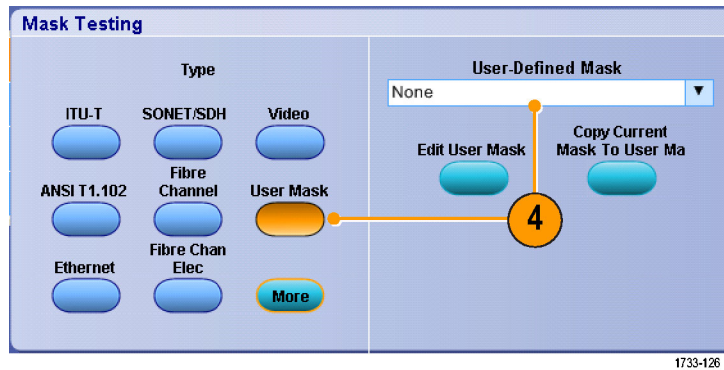 Mask Testing
Type
ITU-T
SONET/SDH
Video
ANSI T1.102
Fibre
Channel
User Mask
Ethernet
Fibre Chan
Elec
More
User-Defined Mask
None
Edit User Mask
Copy Current
Mask To User Ma
4
1733-126